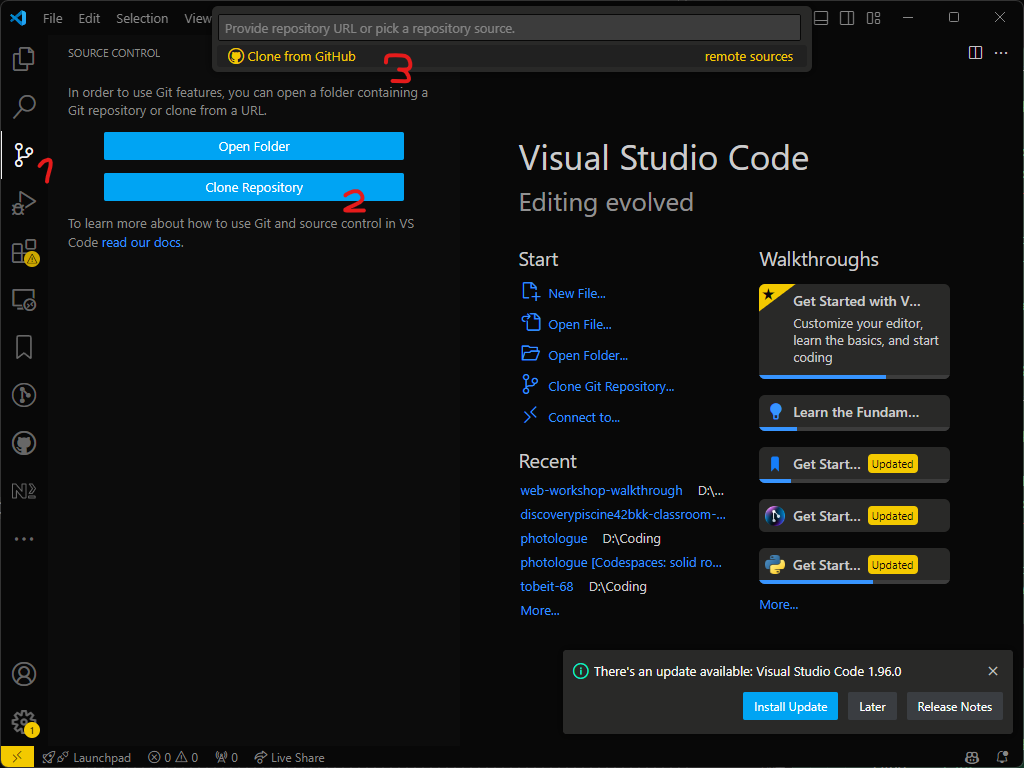 File Edit Selection View
Provide repository URL or pick a repository source.
Clone from GitHub remote sources
3
SOURCE CONTROL
In order to use Git features, you can open a folder containing a
Git repository or clone from a URL.
Open Folder
1
Clone Repository
2
To learn more about how to use Git and source control in VS
Code read our docs.
Visual Studio Code
Editing evolved
Start
New File...
Open File...
Open Folder...
Clone Git Repository...
Connect to...
Recent
web-workshop-walkthrough D:\...
discoverypiscine42bkk-classroom-...
photologue D:\Coding
photologue [Codespaces: solid ro...
tobeit-68 D:\Coding
More...
Walkthroughs
Get Started with V...
Customize your editor,
learn the basics, and start
coding
Learn the Fundam...
Get Start... Updated
Get Start... Updated
Get Start... Updated
More...
There's an update available: Visual Studio Code 1.96.0
Install Update Later Release Notes
1
Launchpad 0 0 0 Live Share